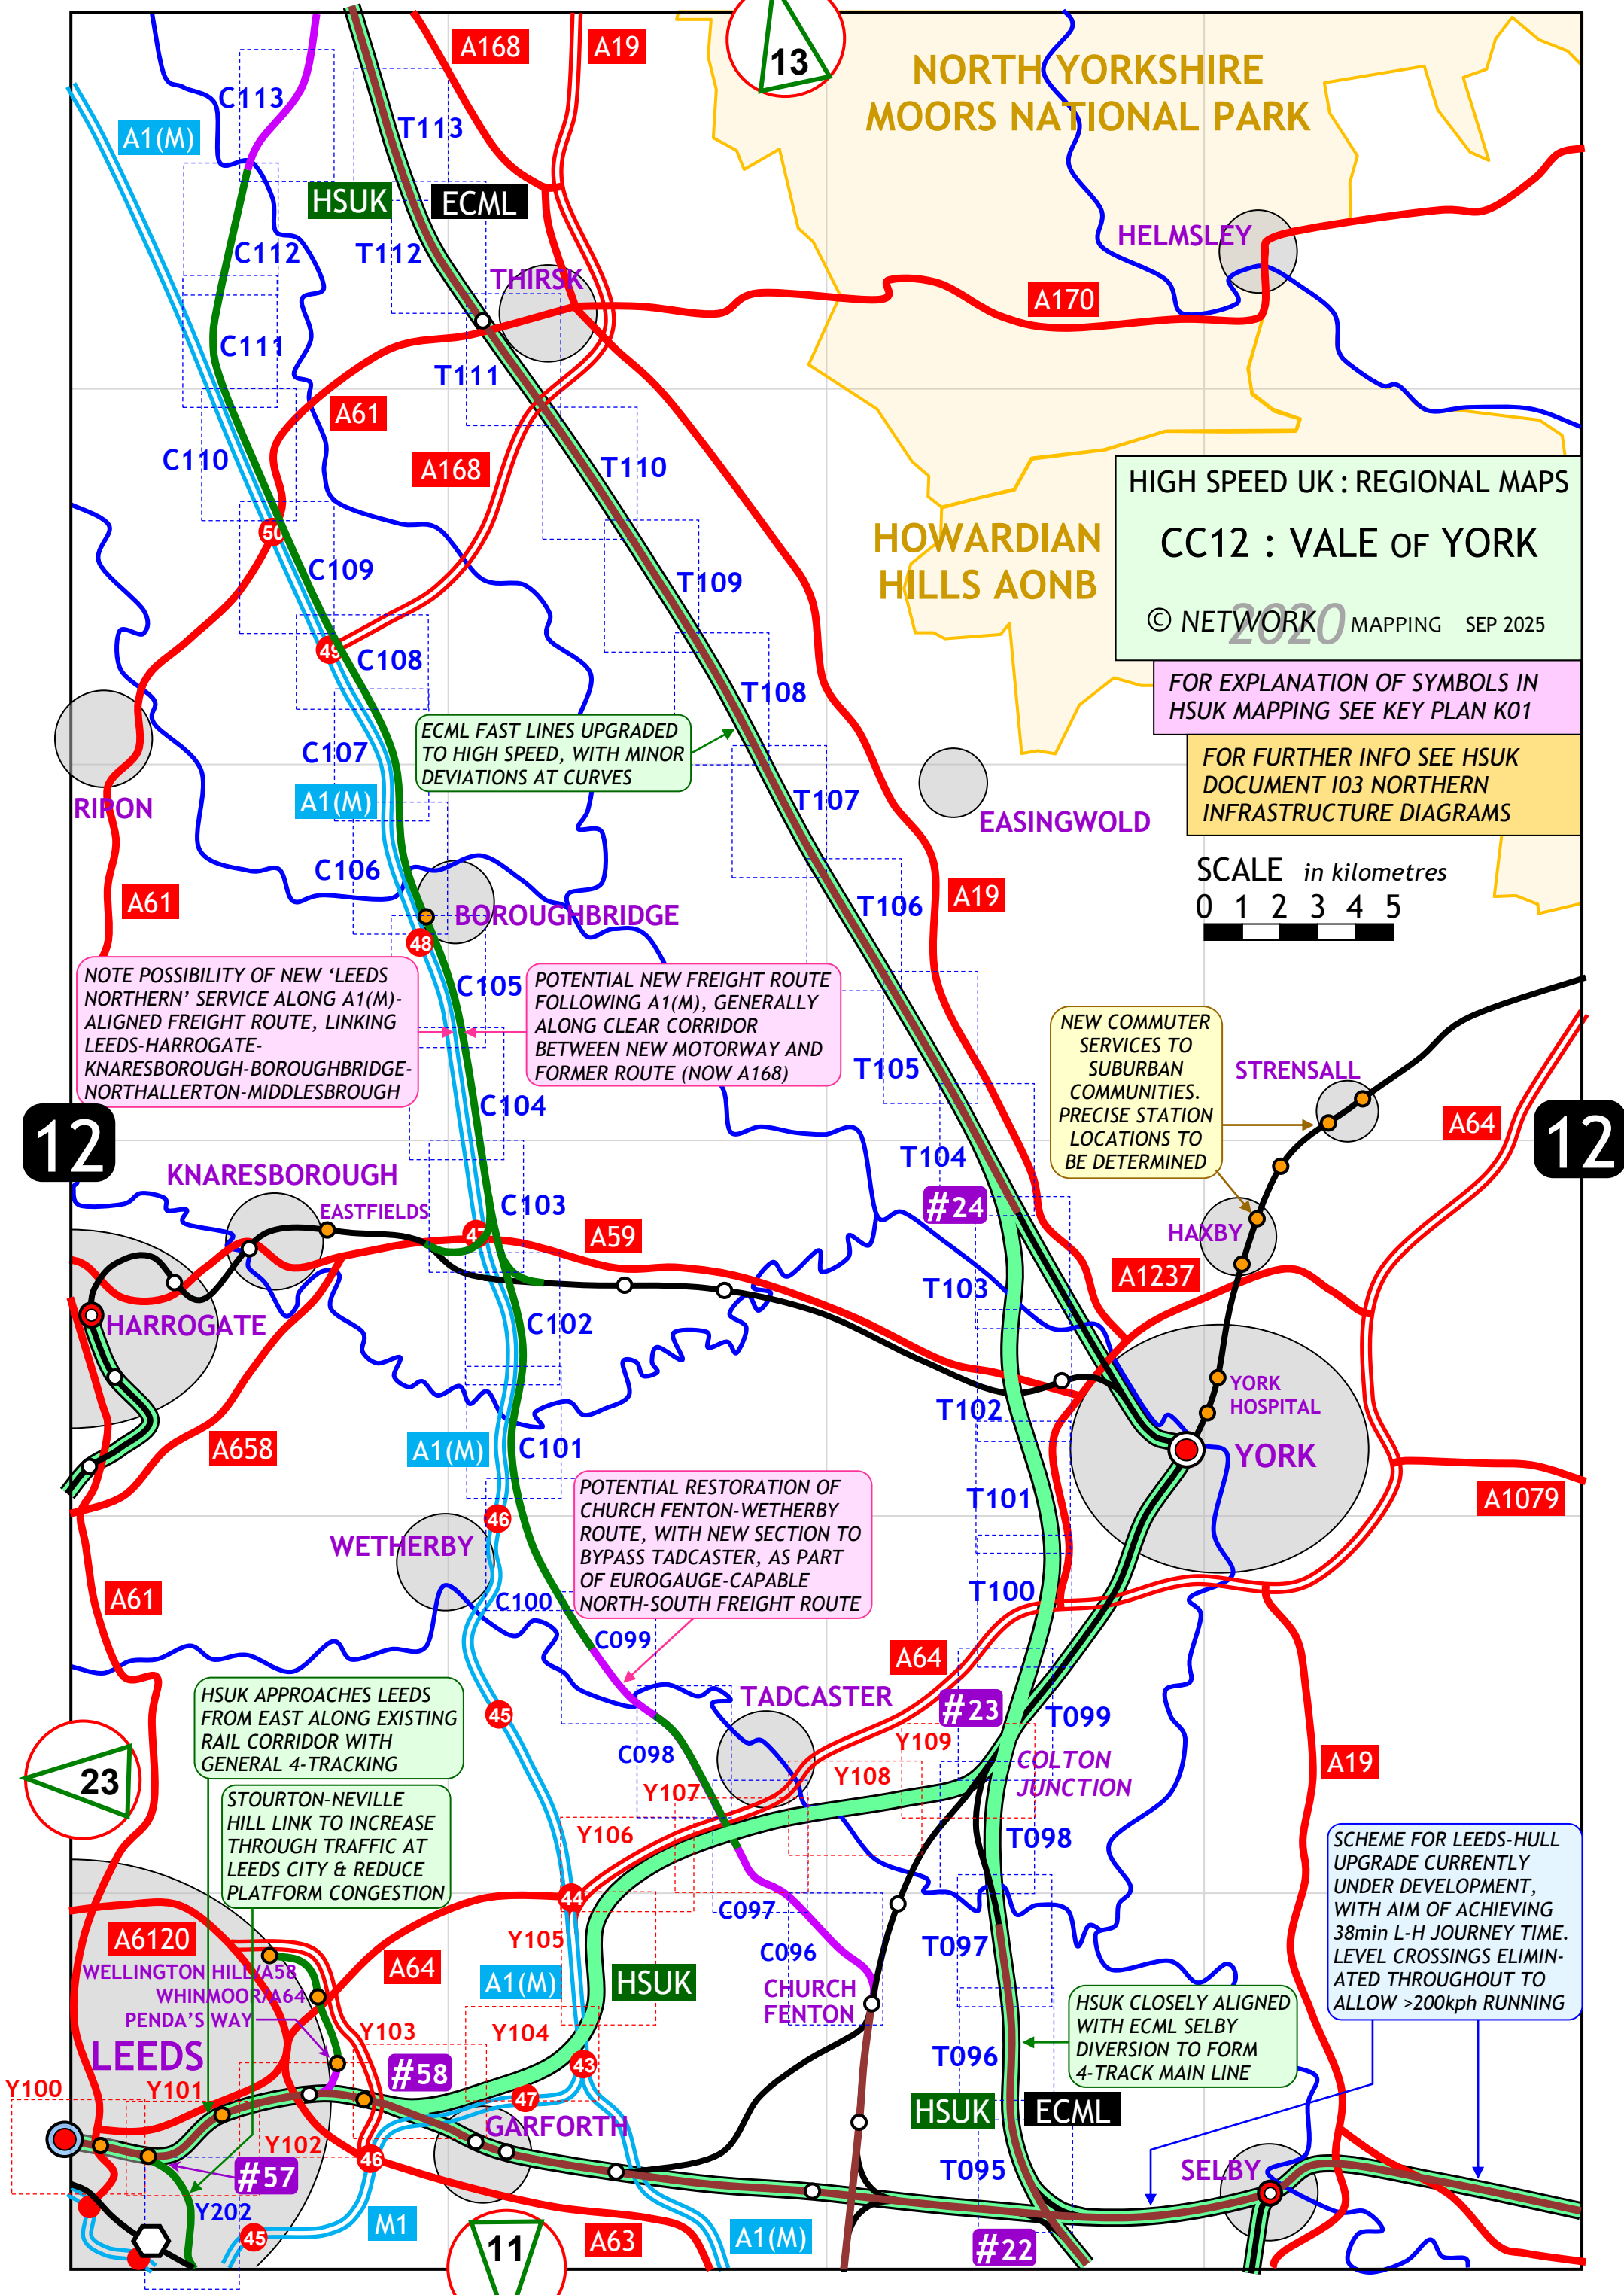 13
A168
A19
NORTH YORKSHIRE
MOORS NATIONAL PARK
C113
A1(M)
T113
HSUK
ECML
C112
T112
HELMSLEY
THIRSK
A170
C111
T111
A61
C110
A168
T110
HIGH SPEED UK : REGIONAL MAPS
CC12 : VALE OF YORK
© NETWORK 2020 MAPPING SEP 2025
50
C109
T109
HOWARDIAN
HILLS AONB
49
C108
T108
FOR EXPLANATION OF SYMBOLS IN
HSUK MAPPING SEE KEY PLAN K01
ECML FAST LINES UPGRADED
TO HIGH SPEED, WITH MINOR
DEVIATIONS AT CURVES
C107
FOR FURTHER INFO SEE HSUK
DOCUMENT I03 NORTHERN
INFRASTRUCTURE DIAGRAMS
RIPON
A1(M)
T107
EASINGWOLD
C106
SCALE in kilometres
0 1 2 3 4 5
A61
BOROUGHBRIDGE
T106
A19
48
NOTE POSSIBILITY OF NEW ‘LEEDS
NORTHERN’ SERVICE ALONG A1(M)-
ALIGNED FREIGHT ROUTE, LINKING
LEEDS-HARROGATE-
KNARESBOROUGH-BOROUGHBRIDGE-
NORTHALLERTON-MIDDLESBROUGH
C105
POTENTIAL NEW FREIGHT ROUTE
FOLLOWING A1(M), GENERALLY
ALONG CLEAR CORRIDOR
BETWEEN NEW MOTORWAY AND
FORMER ROUTE (NOW A168)
T105
NEW COMMUTER
SERVICES TO
SUBURBAN
COMMUNITIES.
PRECISE STATION
LOCATIONS TO
BE DETERMINED
STRENSALL
C104
A64
12
12
T104
KNARESBOROUGH
#24
EASTFIELDS
C103
HAXBY
47
A59
A1237
T103
HARROGATE
C102
YORK
HOSPITAL
T102
A658
A1(M)
C101
YORK
POTENTIAL RESTORATION OF
CHURCH FENTON-WETHERBY
ROUTE, WITH NEW SECTION TO
BYPASS TADCASTER, AS PART
OF EUROGAUGE-CAPABLE
NORTH-SOUTH FREIGHT ROUTE
T101
A1079
46
WETHERBY
A61
C100
T100
C099
A64
HSUK APPROACHES LEEDS
FROM EAST ALONG EXISTING
RAIL CORRIDOR WITH
GENERAL 4-TRACKING
TADCASTER
#23
T099
45
Y109
C098
COLTON
JUNCTION
A19
23
Y108
Y107
STOURTON-NEVILLE
HILL LINK TO INCREASE
THROUGH TRAFFIC AT
LEEDS CITY & REDUCE
PLATFORM CONGESTION
Y106
T098
SCHEME FOR LEEDS-HULL
UPGRADE CURRENTLY
UNDER DEVELOPMENT,
WITH AIM OF ACHIEVING
38min L-H JOURNEY TIME.
LEVEL CROSSINGS ELIMIN-
ATED THROUGHOUT TO
ALLOW >200kph RUNNING
44
C097
A6120
Y105
T097
C096
A64
WELLINGTON HILL/A58
A1(M)
HSUK
CHURCH
FENTON
WHINMOOR/A64
PENDA’S WAY
HSUK CLOSELY ALIGNED
WITH ECML SELBY
DIVERSION TO FORM
4-TRACK MAIN LINE
Y103
Y104
LEEDS
T096
43
#58
Y100
Y101
47
HSUK
ECML
GARFORTH
Y102
46
#57
T095
SELBY
Y202
M1
45
A63
A1(M)
#22
11